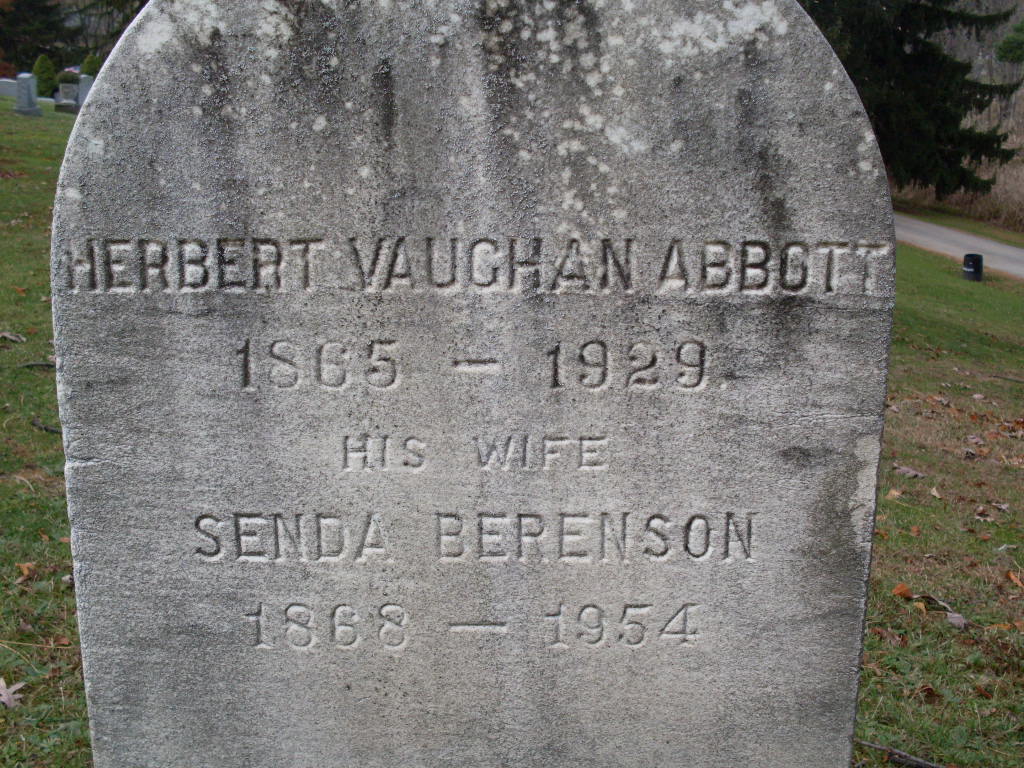 HERBERT VAUGHAN ABBOTT
1865 — 1929.
HIS WIFE
SENDA BERENSON
1868 — 1954